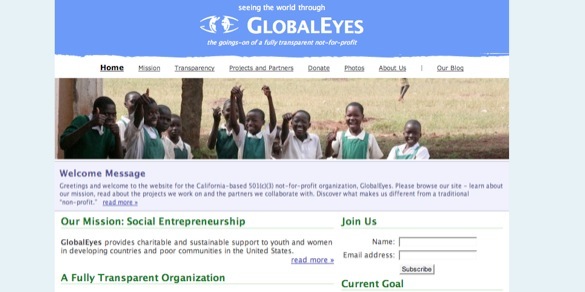 seeing the world through
GLOBALEYES
the goings-on of a fully transparent not-for-profit
Home Mission Transparency Projects and Partners Donate Photos About Us | Our Blog
Welcome Message
Greetings and welcome to the website for the California-based 501(c)(3) not-for-profit organization, GlobalEyes. Please browse our site - learn about
our mission, read about the projects we work on and the partners we collaborate with. Discover what makes us different from a traditional
"non-profit." read more »
Our Mission: Social Entrepreneurship
GlobalEyes provides charitable and sustainable support to youth and women
in developing countries and poor communities in the United States.
read more »
A Fully Transparent Organization
Join Us
Name:
Email address:
Subscribe
Current Goal